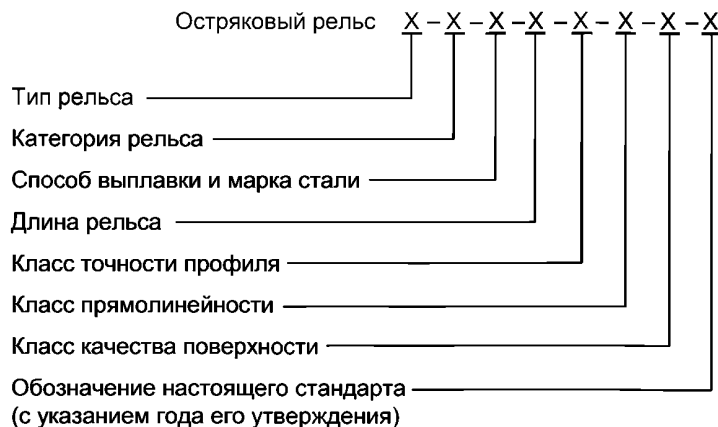 Остряковый рельс X – X – X – X – X – X – X – X
Тип рельса
Категория рельса
Способ выплавки и марка стали
Длина рельса
Класс точности профиля
Класс прямолинейности
Класс качества поверхности
Обозначение настоящего стандарта
(с указанием года его утверждения)